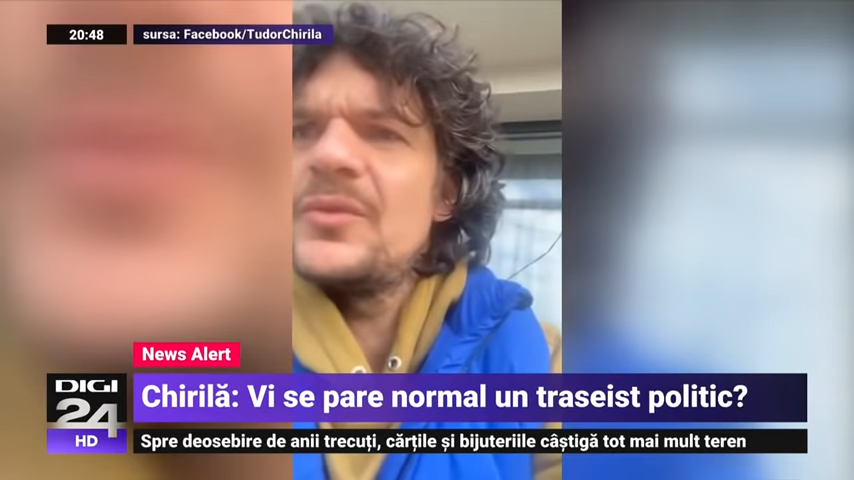 20:48
sursa: Facebook/TudorChirila
News Alert
DIGI
24
HD
Chirilă: Vi se pare normal un traseist politic?
Spre deosebire de anii trecuți, cărțile și bijuteriile câștigă tot mai mult teren